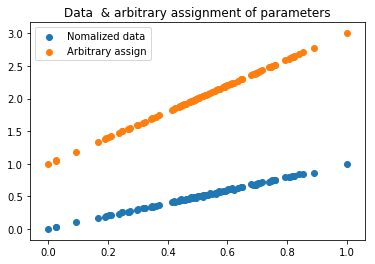 Data  & arbitrary assignment of parameters
Nomalized data
Arbitrary assign
3.0
2.5
2.0
1.5
1.0
0.5
0.0
0.0 0.2 0.4 0.6 0.8 1.0